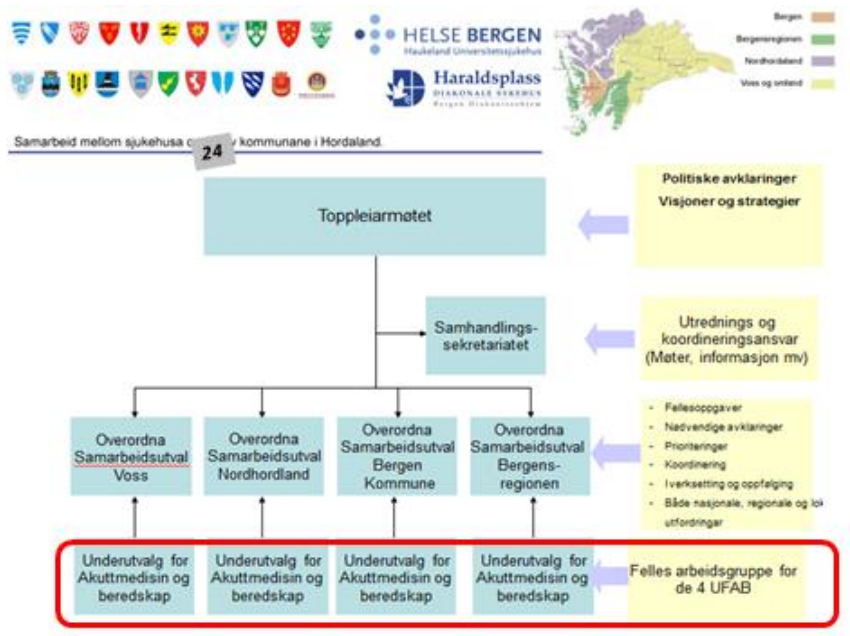 HELSE BERGEN
Haukeland Universitetssjukehus
Haraldsplass
DIAKONALE SYKEHUS
Bergen Diakonissehjem
Bergen
Bergensregionen
Nordhordaland
Voss og omland
Samarbeid mellom sjukehusa o
24
v kommunane i Hordaland.
Toppleiarmøtet
Politiske avklaringer
Visjoner og strategier
Samhandlings-
sekretariatet
Utrednings og
koordineringsansvar
(Møter, informasjon mv)
Overordna
Samarbeidsutval
Voss
Overordna
Samarbeidsutval
Nordhordland
Overordna
Samarbeidsutval
Bergen
Kommune
Overordna
Samarbeidsutval
Bergens-
regionen
- Fellesoppgaver
- Nødvendige avklaringer
- Prioriteringer
- Koordinering
- Iverksetting og oppfølging
- Både nasjonale, regionale og lok
utfordringar
Underutvalg for
Akuttmedisin og
beredskap
Underutvalg for
Akuttmedisin og
beredskap
Underutvalg for
Akuttmedisin og
beredskap
Underutvalg for
Akuttmedisin og
beredskap
Felles arbeidsgruppe for
de 4 UFAB